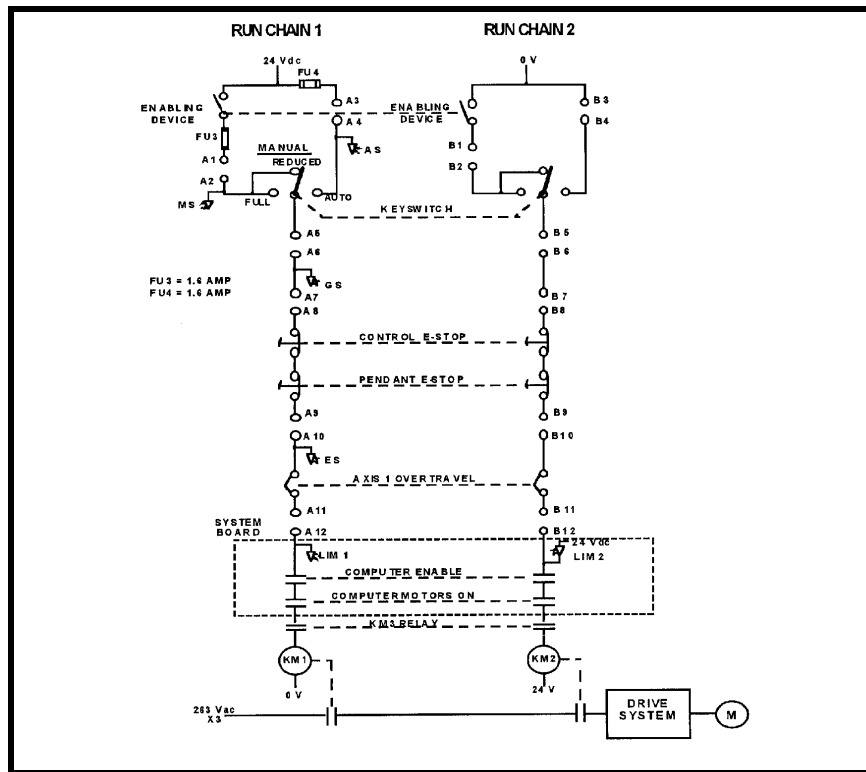 RUN CHAIN 1
RUN CHAIN 2
24 Vdc
0 V
FU4
ENABLING
DEVICE
A3
A4
ENABLING
DEVICE
B3
B4
FU3
AS
A1
A2
MANUAL
REDUCED
B1
B2
MS
FULL
AUTO
KEYSWITCH
A5
A6
B5
B6
FU3 = 1.6 AMP
FU4 = 1.6 AMP
GS
A7
A8
B7
B8
CONTROL E-STOP
PENDANT E-STOP
A9
A10
B9
B10
ES
AXIS 1 OVERTRAVEL
A11
A12
B11
B12
SYSTEM
BOARD
LIM 1
24 Vdc
LIM 2
COMPUTER ENABLE
COMPUTER MOTORS ON
KM3 RELAY
KM1
KM2
0 V
24 V
263 Vac
X3
DRIVE
SYSTEM
M